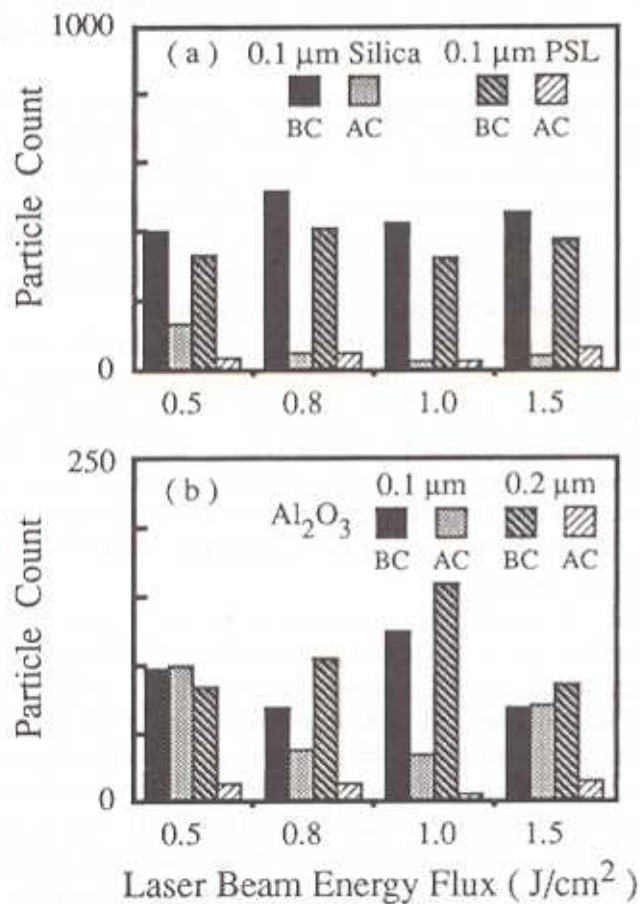 1000
( a ) 0.1 µm Silica 0.1 µm PSL
BC AC BC AC
Particle Count
0
0.5 0.8 1.0 1.5
250
( b ) 0.1 µm 0.2 µm
Al2O3
BC AC BC AC
Particle Count
0
0.5 0.8 1.0 1.5
Laser Beam Energy Flux ( J/cm² )